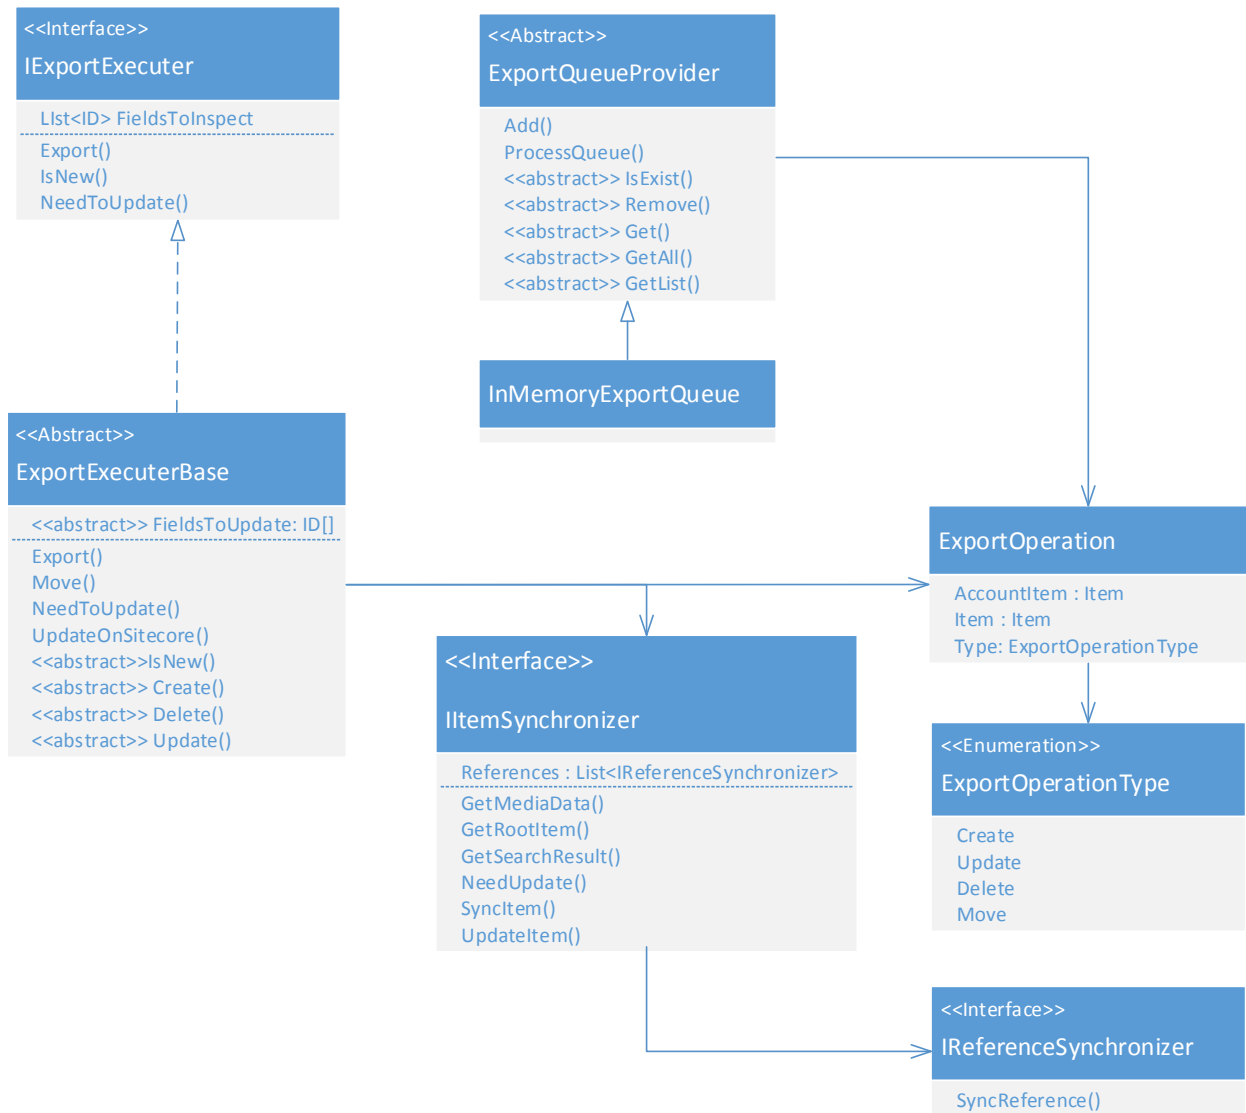 <<Interface>>
IExportExecuter
LIst<ID> FieldsToInspect
Export()
IsNew()
NeedToUpdate()
<<Abstract>>
ExportQueueProvider
Add()
ProcessQueue()
<<abstract>> IsExist()
<<abstract>> Remove()
<<abstract>> Get()
<<abstract>> GetAll()
<<abstract>> GetList()
InMemoryExportQueue
<<Abstract>>
ExportExecuterBase
<<abstract>> FieldsToUpdate: ID[]
Export()
Move()
NeedToUpdate()
UpdateOnSitecore()
<<abstract>>IsNew()
<<abstract>> Create()
<<abstract>> Delete()
<<abstract>> Update()
ExportOperation
AccountItem : Item
Item : Item
Type: ExportOperationType
<<Interface>>
IItemSynchronizer
References : List<IReferenceSynchronizer>
GetMediaData()
GetRootItem()
GetSearchResult()
NeedUpdate()
SyncItem()
UpdateItem()
<<Enumeration>>
ExportOperationType
Create
Update
Delete
Move
<<Interface>>
IReferenceSynchronizer
SyncReference()